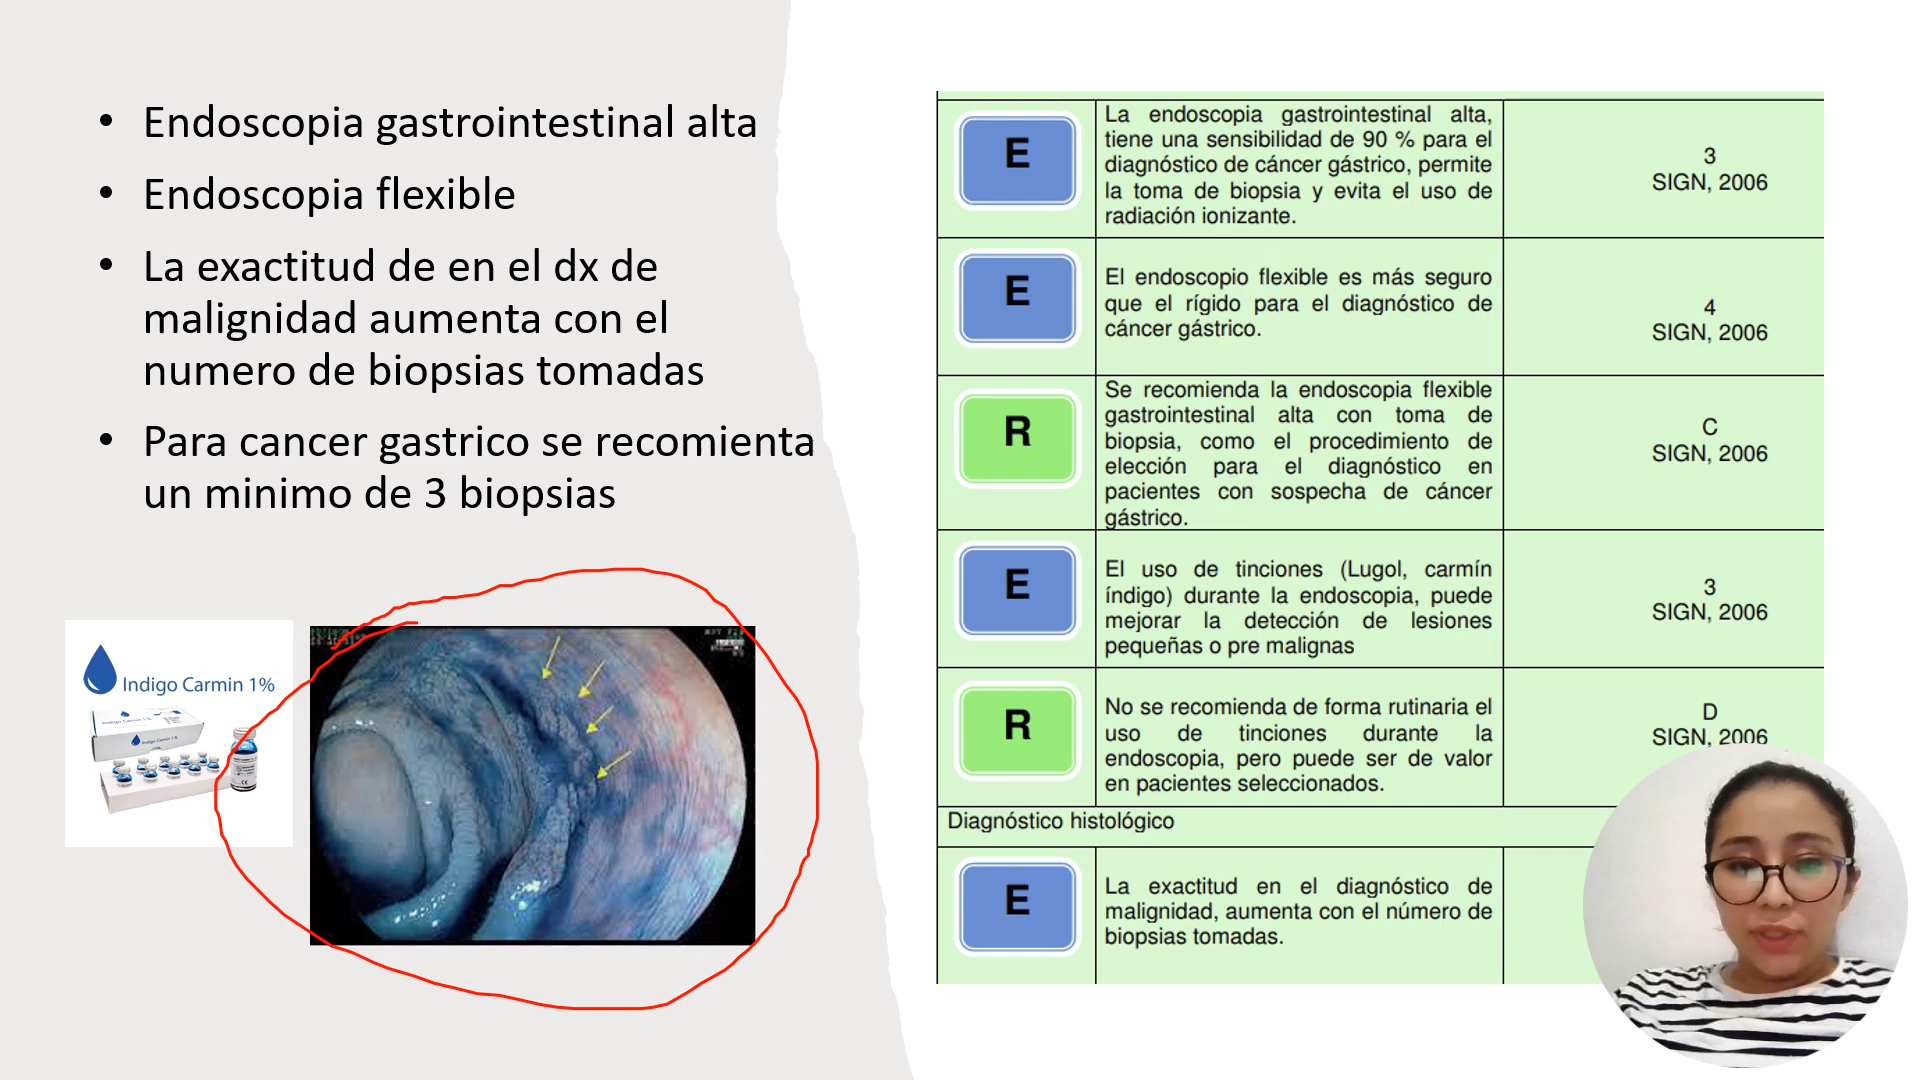 • Endoscopia gastrointestinal alta
• Endoscopia flexible
• La exactitud de en el dx de
malignidad aumenta con el
numero de biopsias tomadas
• Para cancer gastrico se recomienta
un minimo de 3 biopsias
Indigo Carmin 1%
E
La endoscopia gastrointestinal alta,
tiene una sensibilidad de 90 % para el
diagnóstico de cáncer gástrico, permite
la toma de biopsia y evita el uso de
radiación ionizante.
3
SIGN, 2006
E
El endoscopio flexible es más seguro
que el rígido para el diagnóstico de
cáncer gástrico.
4
SIGN, 2006
R
Se recomienda la endoscopia flexible
gastrointestinal alta con toma de
biopsia, como el procedimiento de
elección para el diagnóstico en
pacientes con sospecha de cáncer
gástrico.
C
SIGN, 2006
E
El uso de tinciones (Lugol, carmín
índigo) durante la endoscopia, puede
mejorar la detección de lesiones
pequeñas o pre malignas
3
SIGN, 2006
R
No se recomienda de forma rutinaria el
uso de tinciones durante la
endoscopia, pero puede ser de valor
en pacientes seleccionados.
D
SIGN, 2006
Diagnóstico histológico
E
La exactitud en el diagnóstico de
malignidad, aumenta con el número de
biopsias tomadas.